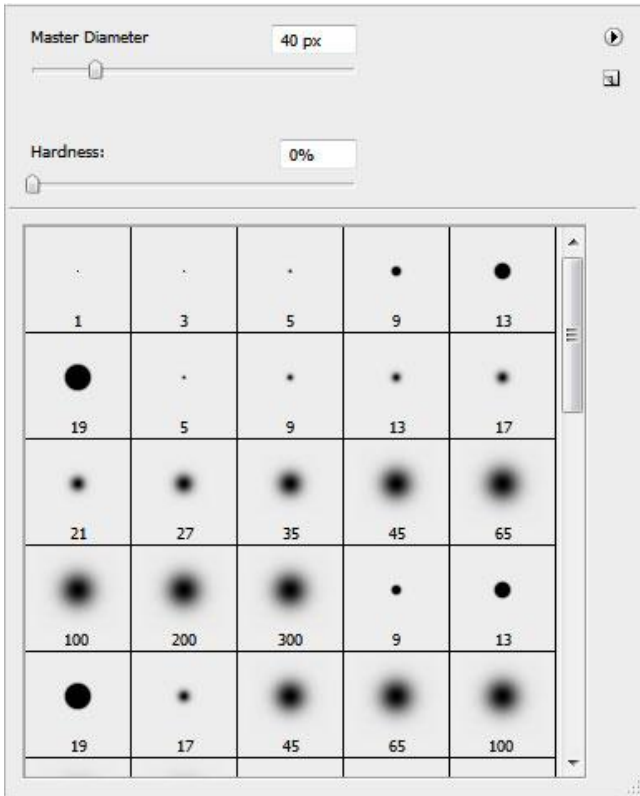 Master Diameter 40 px
Hardness: 0%
1 3 5 9 13
19 5 9 13 17
21 27 35 45 65
100 200 300 9 13
19 17 45 65 100